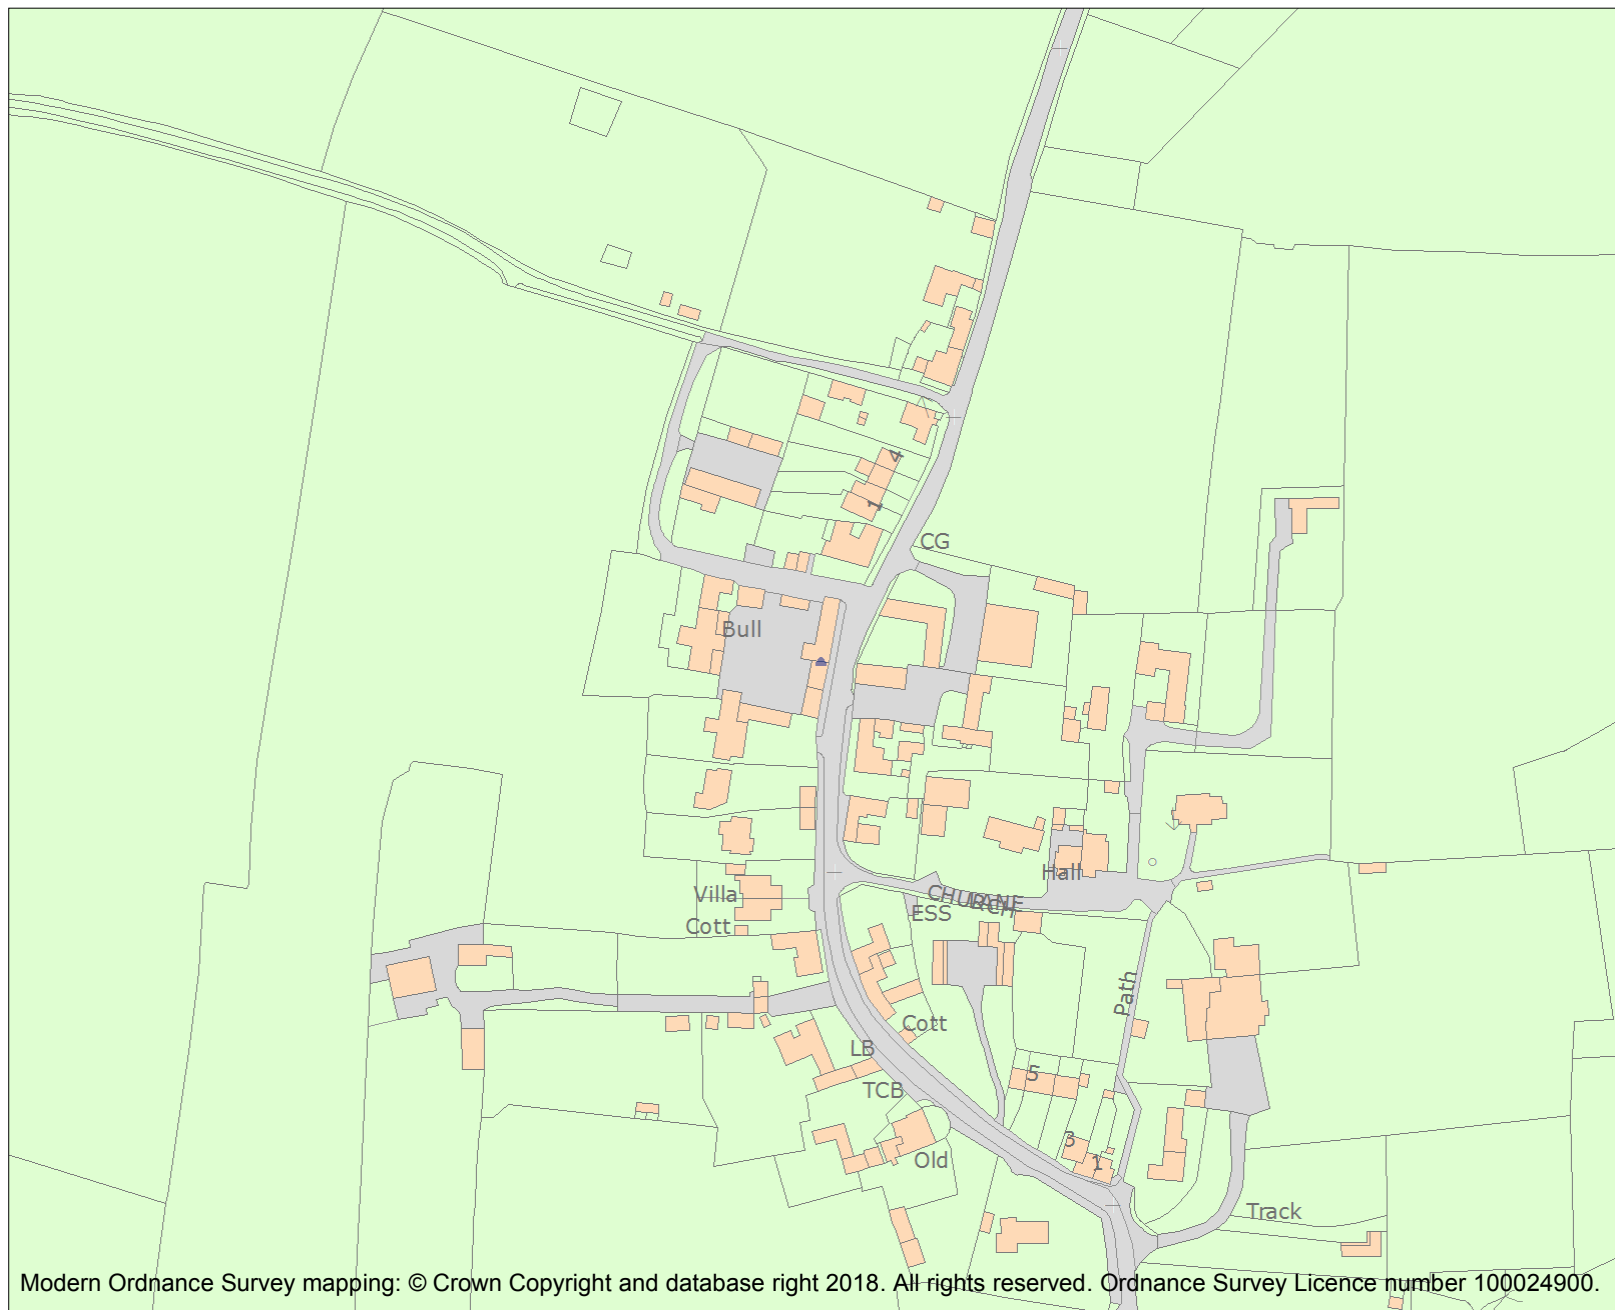 4
1
CG
Bull
Hall
Villa
CHURCH
LANE
ESS
Cott
Path
Cott
LB
5
TCB
3
Old
1
Track
Modern Ordnance Survey mapping: © Crown Copyright and database right 2018. All rights reserved. Ordnance Survey Licence number 100024900.